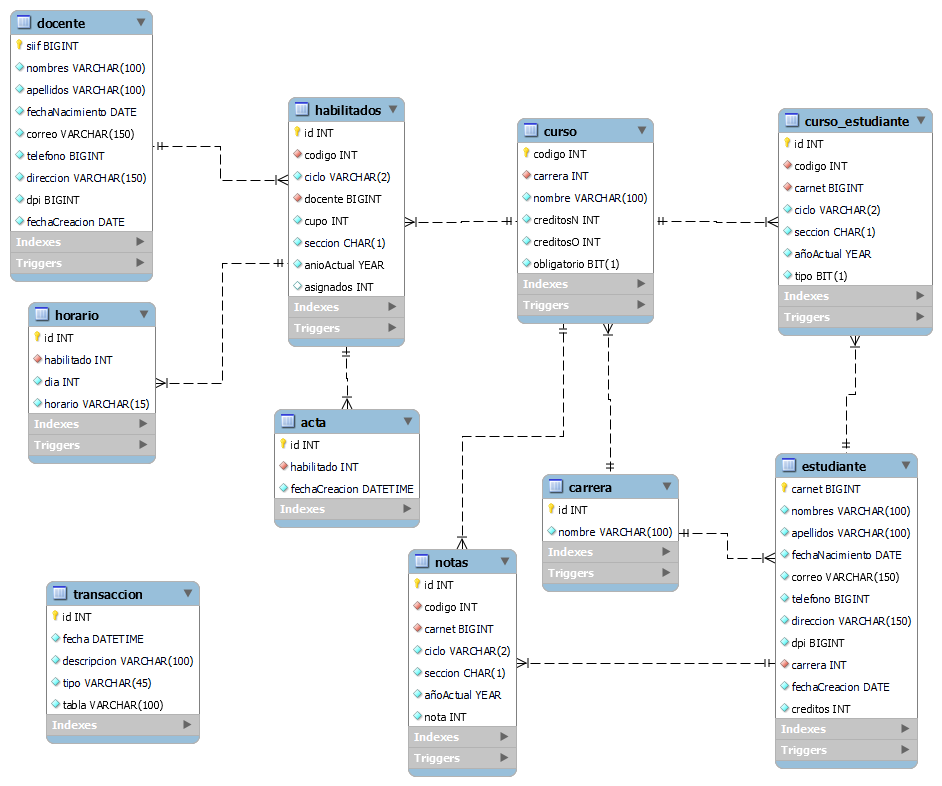 docente
siif BIGINT
nombres VARCHAR(100)
apellidos VARCHAR(100)
fechaNacimiento DATE
correo VARCHAR(150)
telefono BIGINT
direccion VARCHAR(150)
dpi BIGINT
fechaCreacion DATE
Indexes
Triggers
habilitados
id INT
codigo INT
ciclo VARCHAR(2)
docente BIGINT
cupo INT
seccion CHAR(1)
anioActual YEAR
asignados INT
Indexes
Triggers
curso
codigo INT
carrera INT
nombre VARCHAR(100)
creditosN INT
creditosO INT
obligatorio BIT(1)
Indexes
Triggers
curso_estudiante
id INT
codigo INT
carnet BIGINT
ciclo VARCHAR(2)
seccion CHAR(1)
añoActual YEAR
tipo BIT(1)
Indexes
Triggers
horario
id INT
habilitado INT
dia INT
horario VARCHAR(15)
Indexes
Triggers
acta
id INT
habilitado INT
fechaCreacion DATETIME
Indexes
carrera
id INT
nombre VARCHAR(100)
Indexes
Triggers
estudiante
carnet BIGINT
nombres VARCHAR(100)
apellidos VARCHAR(100)
fechaNacimiento DATE
correo VARCHAR(150)
telefono BIGINT
direccion VARCHAR(150)
dpi BIGINT
carrera INT
fechaCreacion DATE
creditos INT
Indexes
Triggers
transaccion
id INT
fecha DATETIME
descripcion VARCHAR(100)
tipo VARCHAR(45)
tabla VARCHAR(100)
Indexes
notas
id INT
codigo INT
carnet BIGINT
ciclo VARCHAR(2)
seccion CHAR(1)
añoActual YEAR
nota INT
Indexes
Triggers